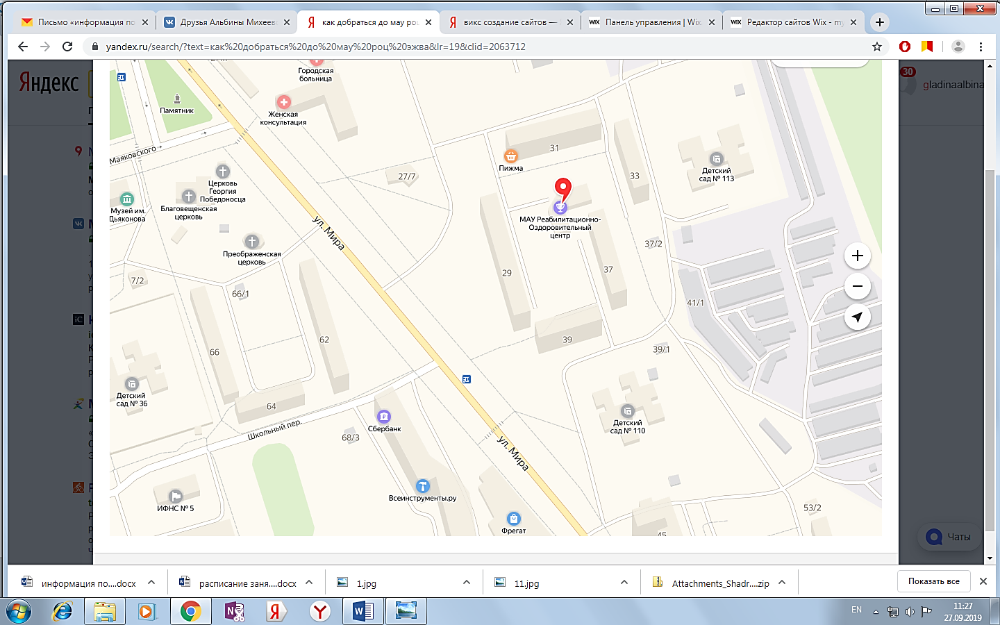 Письмо «информация по
Друзья Альбины Михеев
как добраться до мау роц
викс создание сайтов —
Панель управления | Wix.
Редактор сайтов Wix - my
yandex.ru/search/?text=как%20добраться%20до%20мау%20роц%20эжва&lr=19&clid=2063712
Яндекс
30
gladinaalbina
Городская
больница
Памятник
Женская
консультация
Маяковского
31
Пижма
27/7
33
Детский
сад № 113
Церковь
Георгия
Победоносца
Музей им.
Дьяконова
Благовещенская
церковь
МАУ Реабилитационно-
Оздоровительный
центр
ул. Мира
Преображенская
церковь
37/2
29
37
7/2
66/1
41/1
62
39
66
39/1
Детский
сад № 36
64
Школьный пер.
Сбербанк
68/3
Детский
сад № 110
ул. Мира
Всеинструменты.ру
ИФНС № 5
53/2
Фрегат
45
Чаты
информация по....docx
расписание заня....docx
1.jpg
11.jpg
Attachments_Shadr....zip
Показать все
EN
11:27
27.09.2019